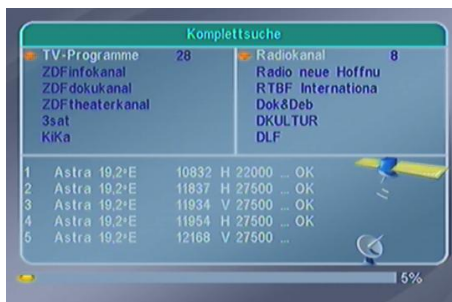 Komplettsuche
TV-Programme 28
ZDFinfokanal
ZDFdokukanal
ZDFtheaterkanal
3sat
KiKa
Radiokanal 8
Radio neue Hoffnu
RTBF Internationa
Dok&Deb
DKULTUR
DLF
1 Astra 19,2°E 10832 H 22000 ... OK
2 Astra 19,2°E 11837 H 27500 ... OK
3 Astra 19,2°E 11934 V 27500 ... OK
4 Astra 19,2°E 11954 H 27500 ... OK
5 Astra 19,2°E 12168 V 27500 ...
5%